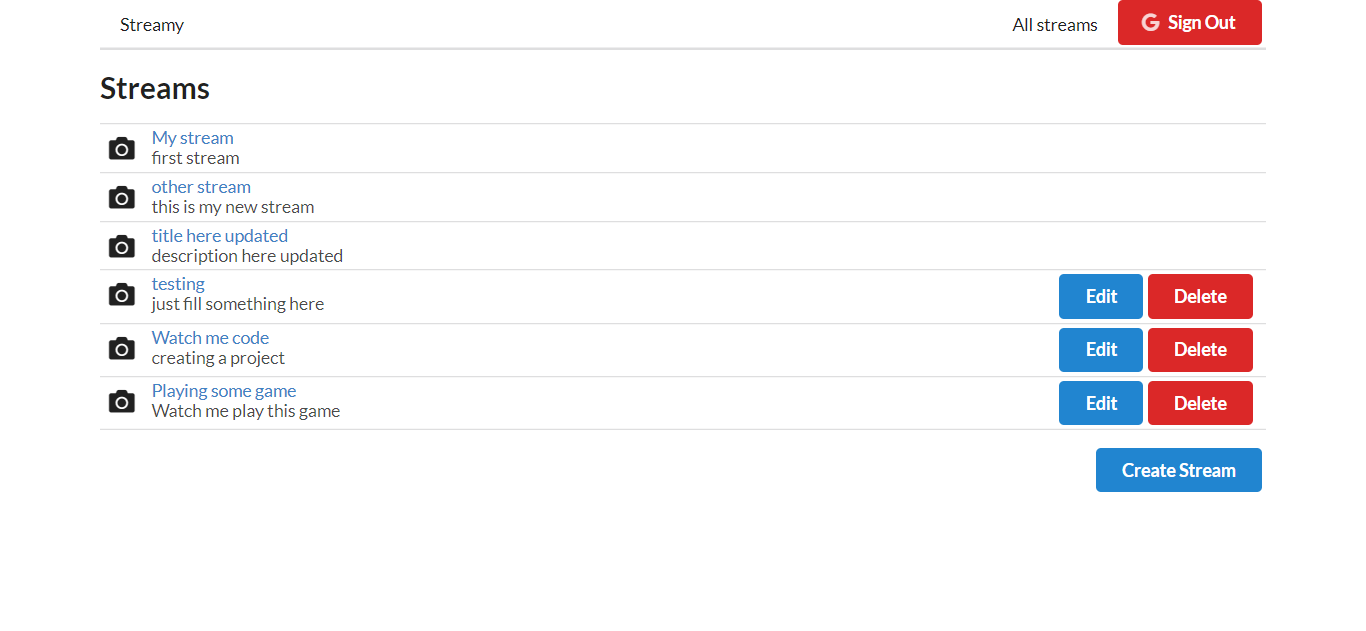 Streamy
All streams
Sign Out
Streams
My stream
first stream
other stream
this is my new stream
title here updated
description here updated
testing
just fill something here
Edit
Delete
Watch me code
creating a project
Edit
Delete
Playing some game
Watch me play this game
Edit
Delete
Create Stream